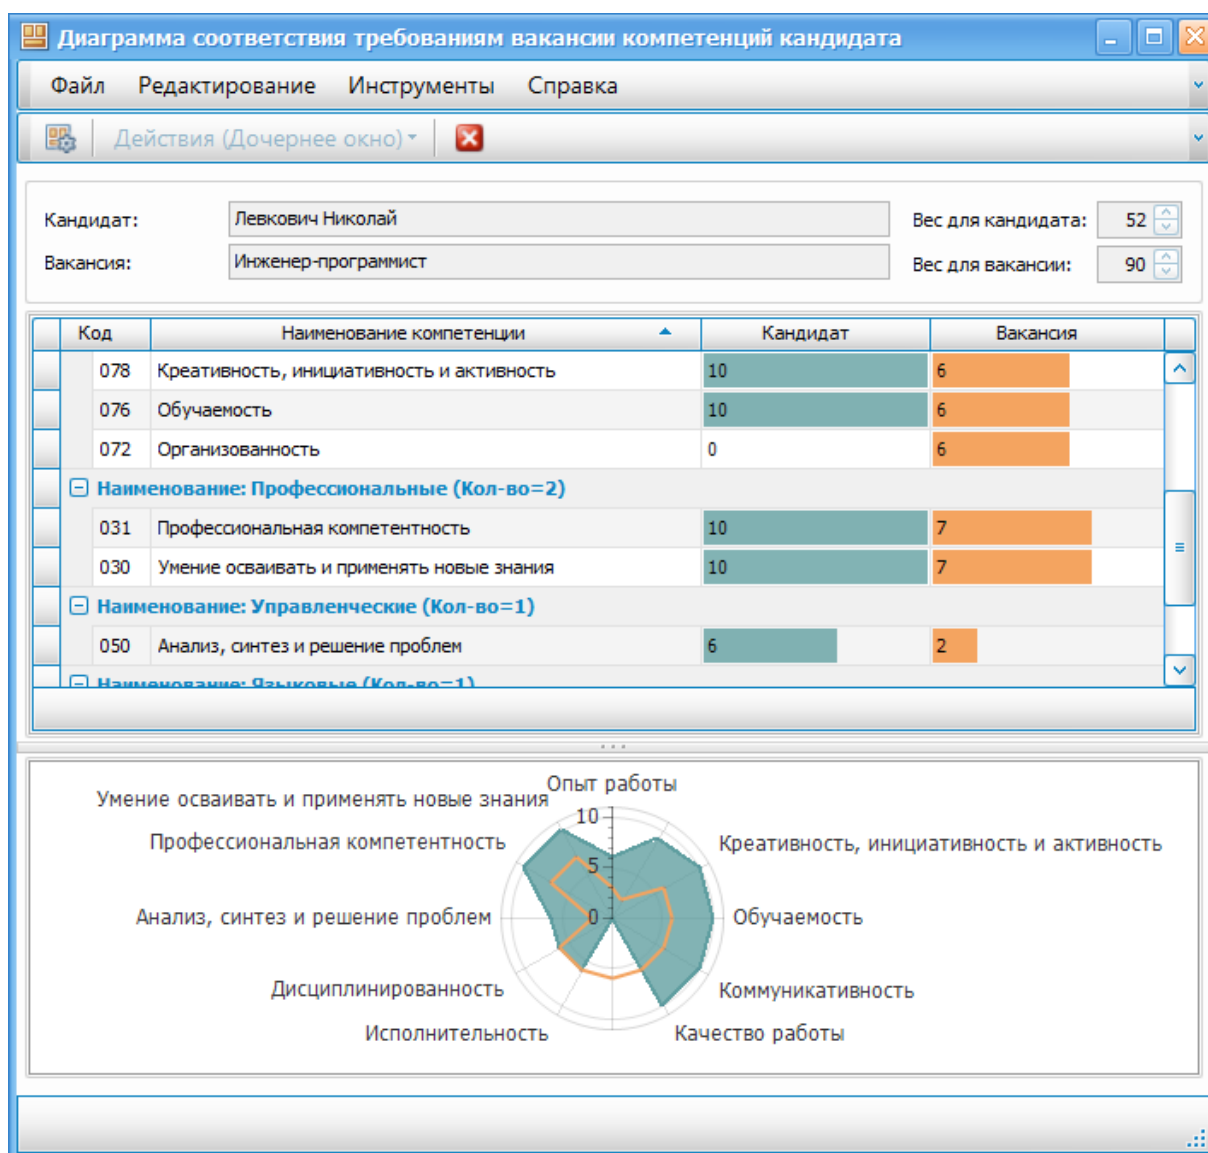 Диаграмма соответствия требованиям вакансии компетенций кандидата
Файл Редактирование Инструменты Справка
Действия (Дочернее окно)
Кандидат: Левкович Николай Вес для кандидата: 52
Вакансия: Инженер-программист Вес для вакансии: 90
Код Наименование компетенции Кандидат Вакансия
078 Креативность, инициативность и активность 10 6
076 Обучаемость 10 6
072 Организованность 0 6
Наименование: Профессиональные (Кол-во=2)
031 Профессиональная компетентность 10 7
030 Умение осваивать и применять новые знания 10 7
Наименование: Управленческие (Кол-во=1)
050 Анализ, синтез и решение проблем 6 2
Наименование: Языковые (Кол-во=1)
Опыт работы
Умение осваивать и применять новые знания
10
Профессиональная компетентность
Креативность, инициативность и активность
5
Анализ, синтез и решение проблем
0
Обучаемость
Дисциплинированность
Коммуникативность
Исполнительность
Качество работы